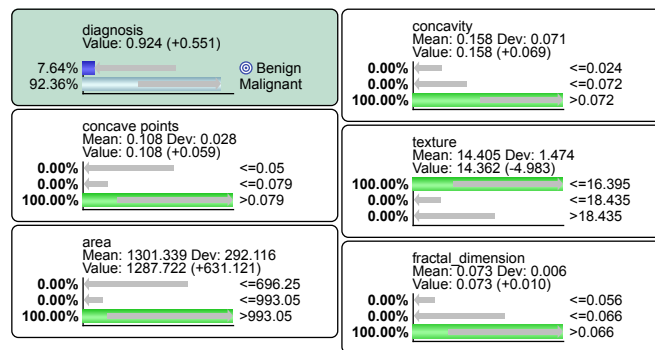 diagnosis
Value: 0.924 (+0.551)
7.64% Benign
92.36% Malignant
concave points
Mean: 0.108 Dev: 0.028
Value: 0.108 (+0.059)
0.00% <=0.05
0.00% <=0.079
100.00% >0.079
area
Mean: 1301.339 Dev: 292.116
Value: 1287.722 (+631.121)
0.00% <=696.25
0.00% <=993.05
100.00% >993.05
concavity
Mean: 0.158 Dev: 0.071
Value: 0.158 (+0.069)
0.00% <=0.024
0.00% <=0.072
100.00% >0.072
texture
Mean: 14.405 Dev: 1.474
Value: 14.362 (-4.983)
100.00% <=16.395
0.00% <=18.435
0.00% >18.435
fractal_dimension
Mean: 0.073 Dev: 0.006
Value: 0.073 (+0.010)
0.00% <=0.056
0.00% <=0.066
100.00% >0.066